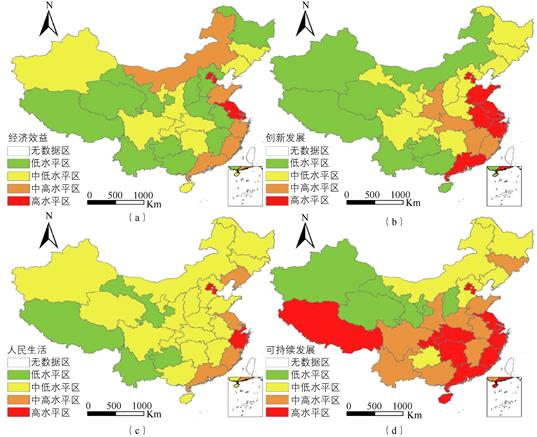 N
经济效益
无数据区
低水平区
中低水平区
中高水平区
高水平区
0 500 1000
Km
(a)
N
创新发展
无数据区
低水平区
中低水平区
中高水平区
高水平区
0 500 1000
Km
(b)
N
人民生活
无数据区
低水平区
中低水平区
中高水平区
高水平区
0 500 1000
Km
(c)
N
可持续发展
无数据区
低水平区
中低水平区
中高水平区
高水平区
0 500 1000
Km
(d)